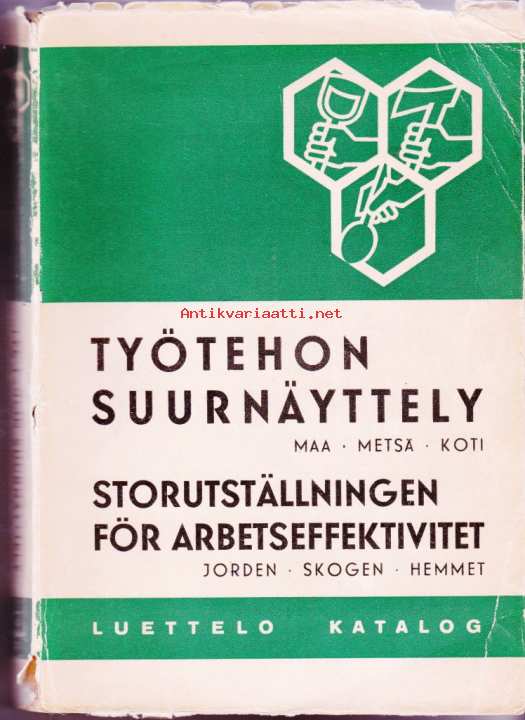 Antikvariaatti.net
TYÖTEHON
SUURNÄYTTELY
MAA · METSÄ · KOTI
STORUTSTÄLLNINGEN
FÖR ARBETSEFFEKTIVITET
JORDEN · SKOGEN · HEMMET
LUETTELO KATALOG